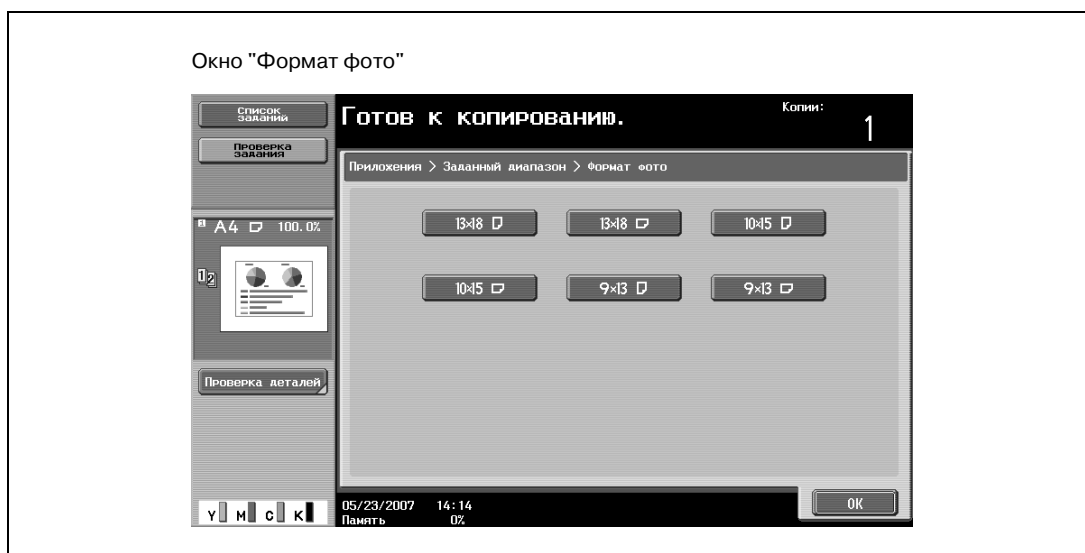 Окно "Формат фото"
Список заданий
Готов к копированию.
Копии:
1
Проверка задания
Приложения > Заданный диапазон > Формат фото
A4 100.0%
1 2
13×18
13×18
10×15
10×15
9×13
9×13
Проверка деталей
Y M C K
05/23/2007 14:14
Память 0%
OK